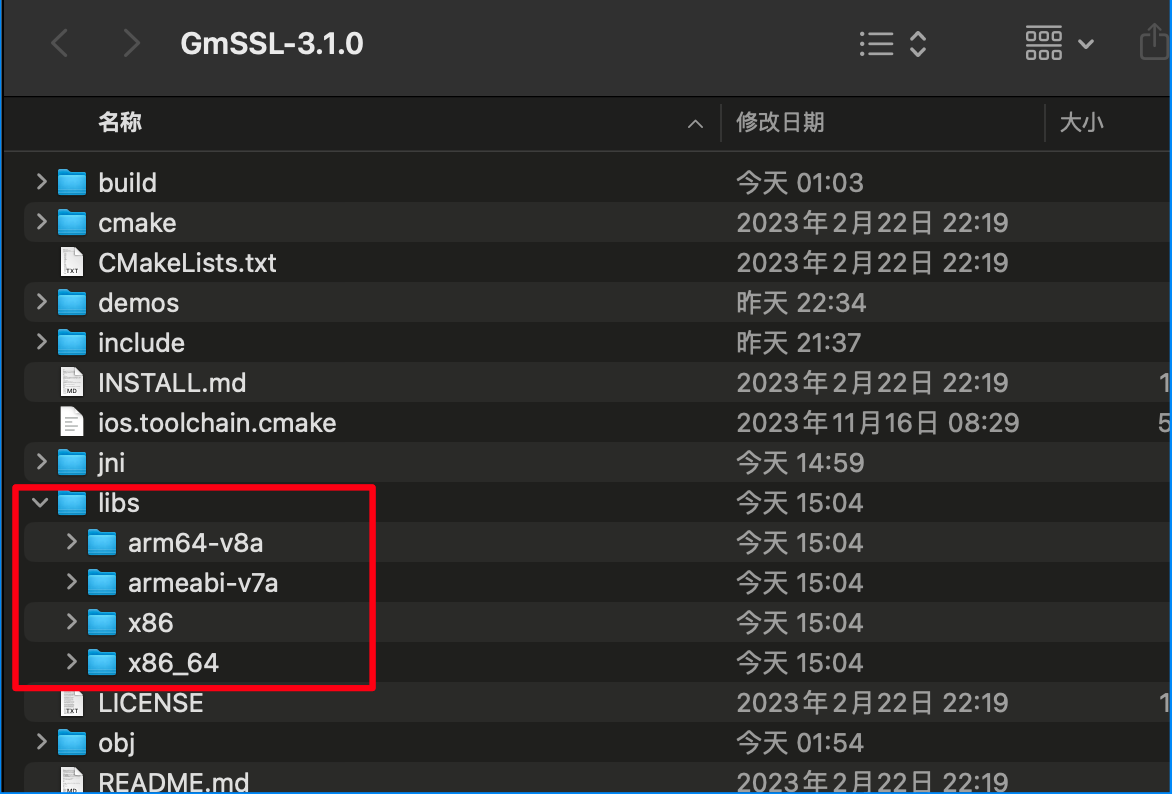 GmSSL-3.1.0
名称 修改日期 大小
build 今天 01:03
cmake 2023年2月22日 22:19
CMakeLists.txt 2023年2月22日 22:19
demos 昨天 22:34
include 昨天 21:37
INSTALL.md 2023年2月22日 22:19 1
ios.toolchain.cmake 2023年11月16日 08:29 5
jni 今天 14:59
libs 今天 15:04
arm64-v8a 今天 15:04
armeabi-v7a 今天 15:04
x86 今天 15:04
x86_64 今天 15:04
LICENSE 2023年2月22日 22:19 1
obj 今天 01:54
README.md 2023年2月22日 22:19